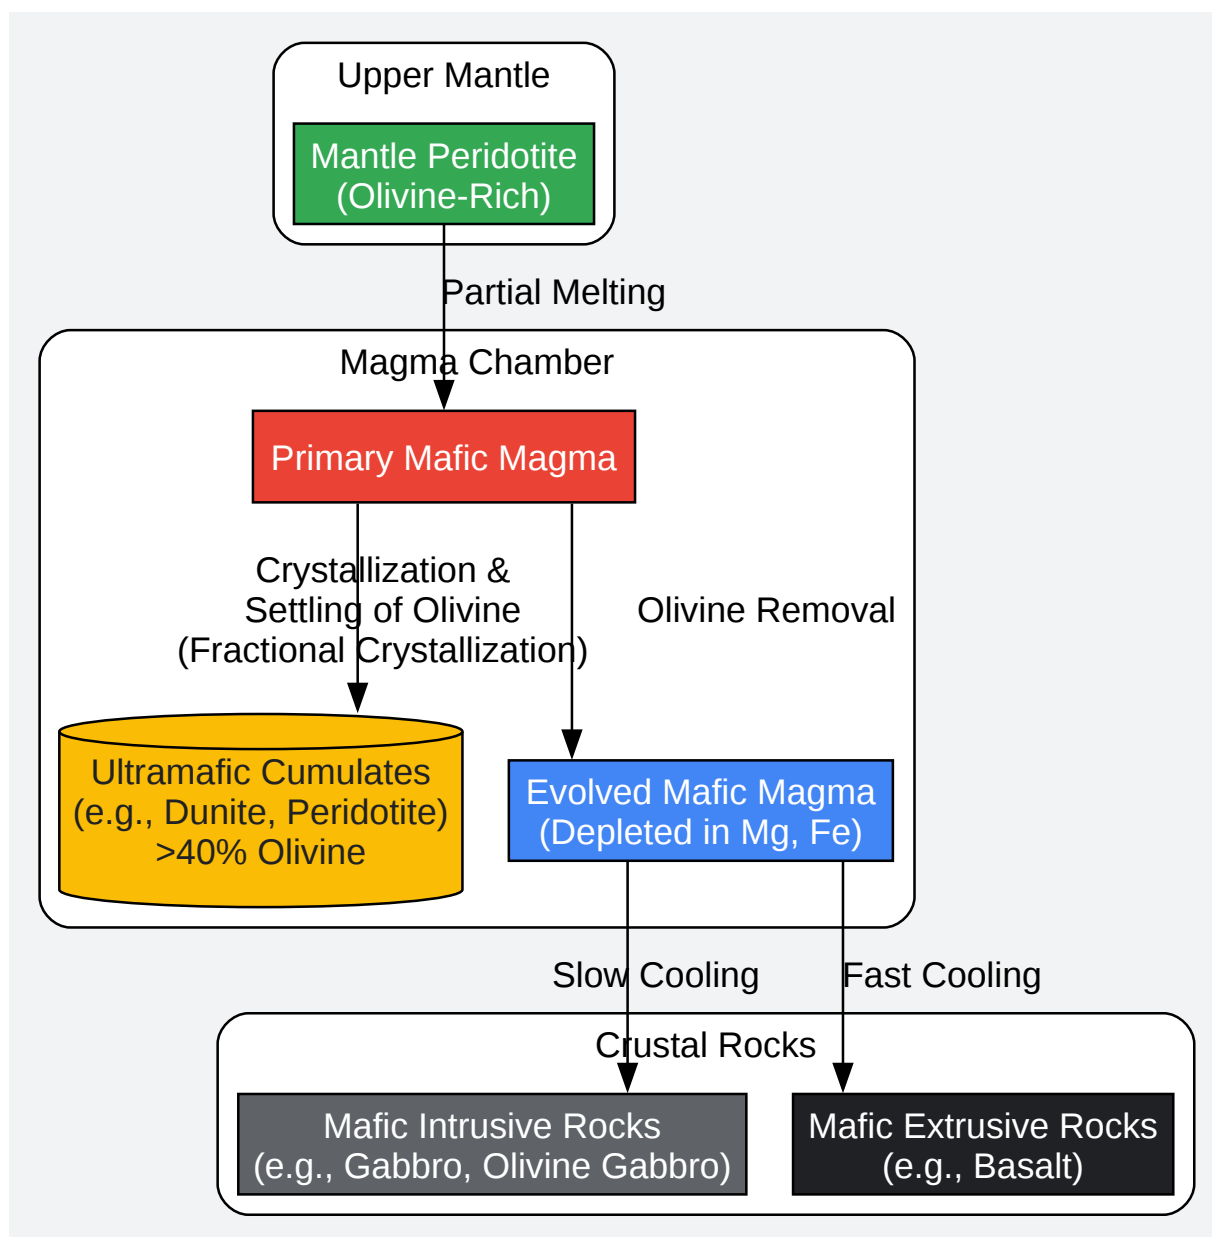 Upper Mantle
Mantle Peridotite
(Olivine-Rich)
Partial Melting
Magma Chamber
Primary Mafic Magma
Crystallization &
Settling of Olivine
(Fractional Crystallization)
Olivine Removal
Ultramafic Cumulates
(e.g., Dunite, Peridotite)
>40% Olivine
Evolved Mafic Magma
(Depleted in Mg, Fe)
Slow Cooling
Fast Cooling
Crustal Rocks
Mafic Intrusive Rocks
(e.g., Gabbro, Olivine Gabbro)
Mafic Extrusive Rocks
(e.g., Basalt)